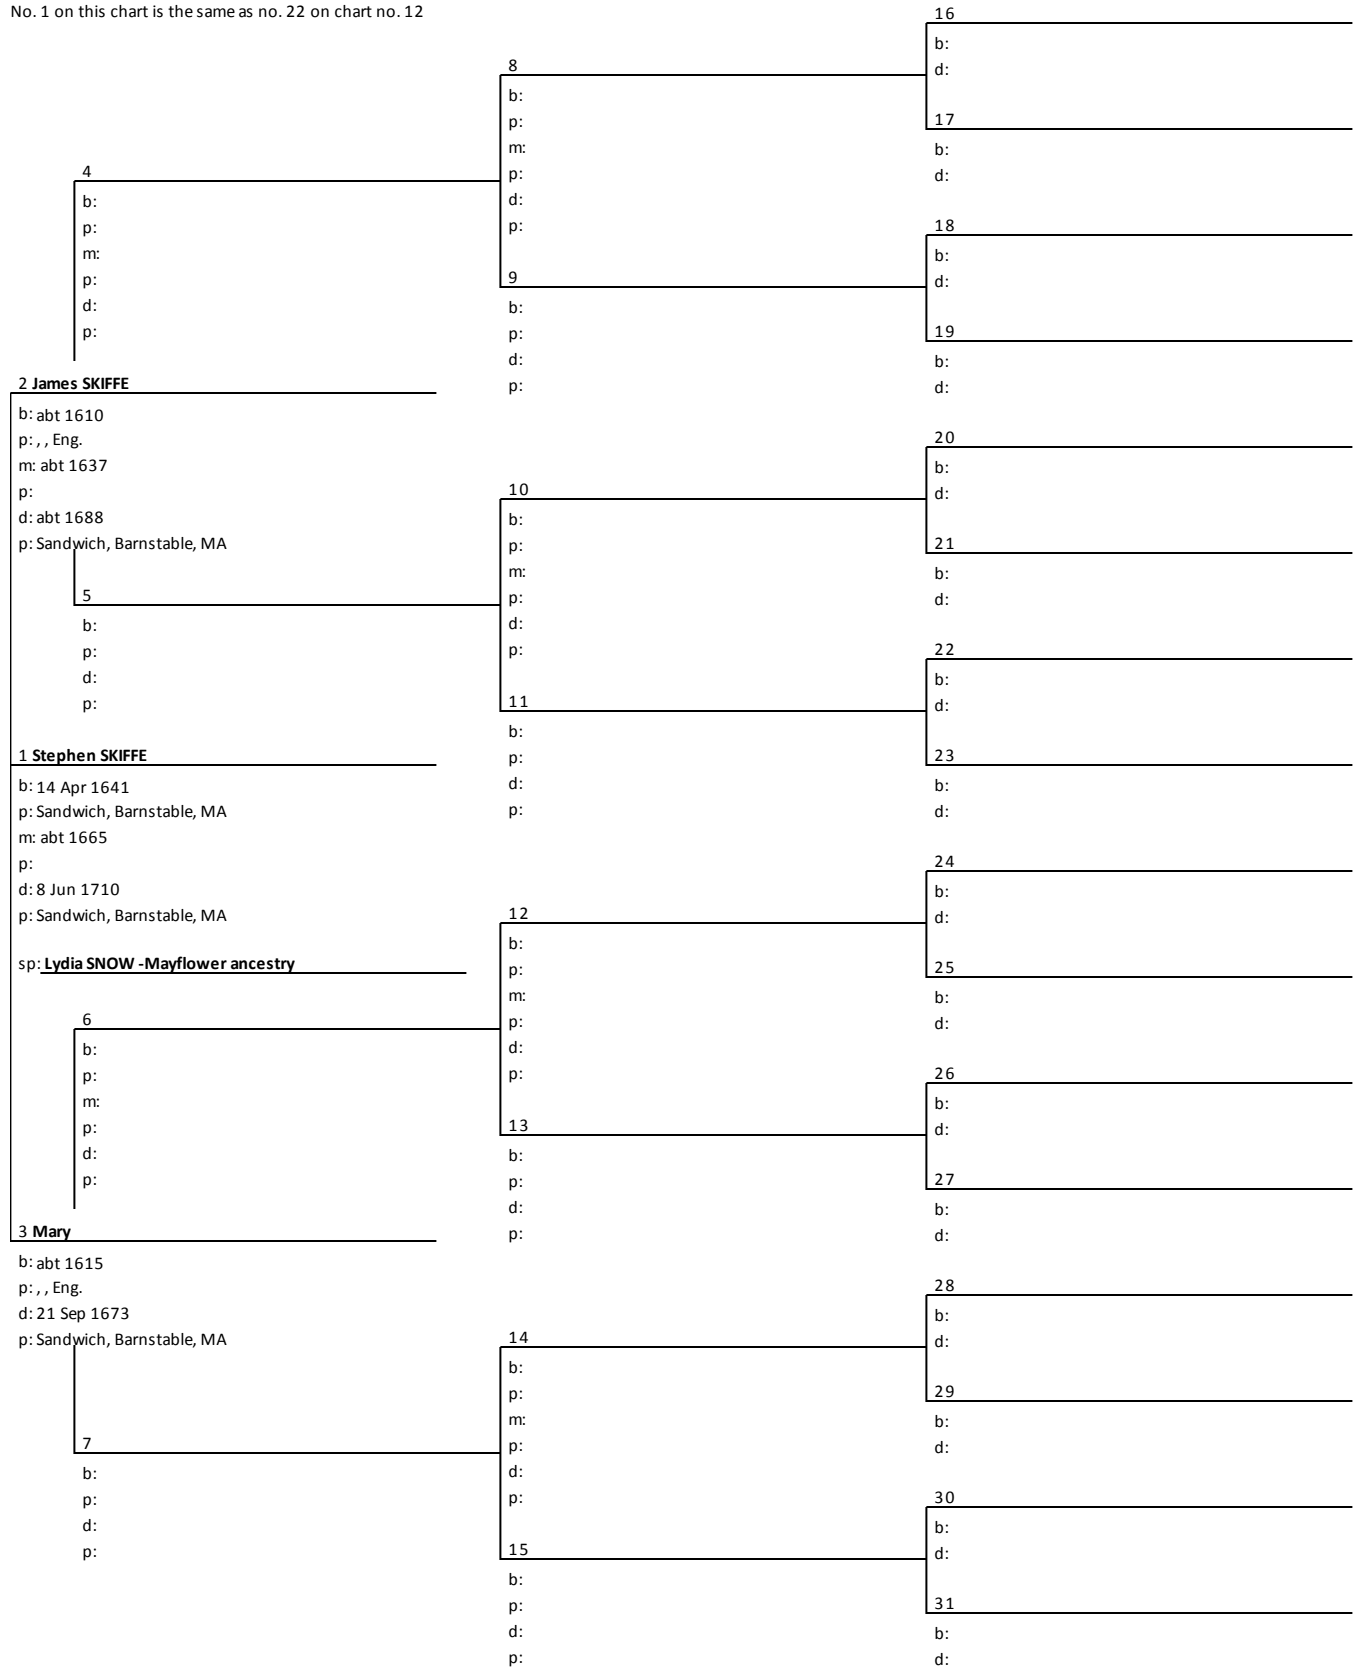 No. 1 on this chart is the same as no. 22 on chart no. 12
16
b:
d:
8
b:
p:
m:
p:
d:
p:
17
b:
d:
4
b:
p:
m:
p:
d:
p:
18
b:
d:
9
b:
p:
d:
p:
19
b:
d:
2 James SKIFFE
b: abt 1610
p: , , Eng.
m: abt 1637
p:
d: abt 1688
p: Sandwich, Barnstable, MA
20
b:
d:
10
b:
p:
m:
p:
d:
p:
21
b:
d:
5
b:
p:
d:
p:
22
b:
d:
11
b:
p:
d:
p:
23
b:
d:
1 Stephen SKIFFE
b: 14 Apr 1641
p: Sandwich, Barnstable, MA
m: abt 1665
p:
d: 8 Jun 1710
p: Sandwich, Barnstable, MA
sp: Lydia SNOW -Mayflower ancestry
24
b:
d:
12
b:
p:
m:
p:
d:
p:
25
b:
d:
6
b:
p:
m:
p:
d:
p:
26
b:
d:
13
b:
p:
d:
p:
27
b:
d:
3 Mary
b: abt 1615
p: , , Eng.
d: 21 Sep 1673
p: Sandwich, Barnstable, MA
28
b:
d:
14
b:
p:
m:
p:
d:
p:
29
b:
d:
7
b:
p:
d:
p:
30
b:
d:
15
b:
p:
d:
p:
31
b:
d: